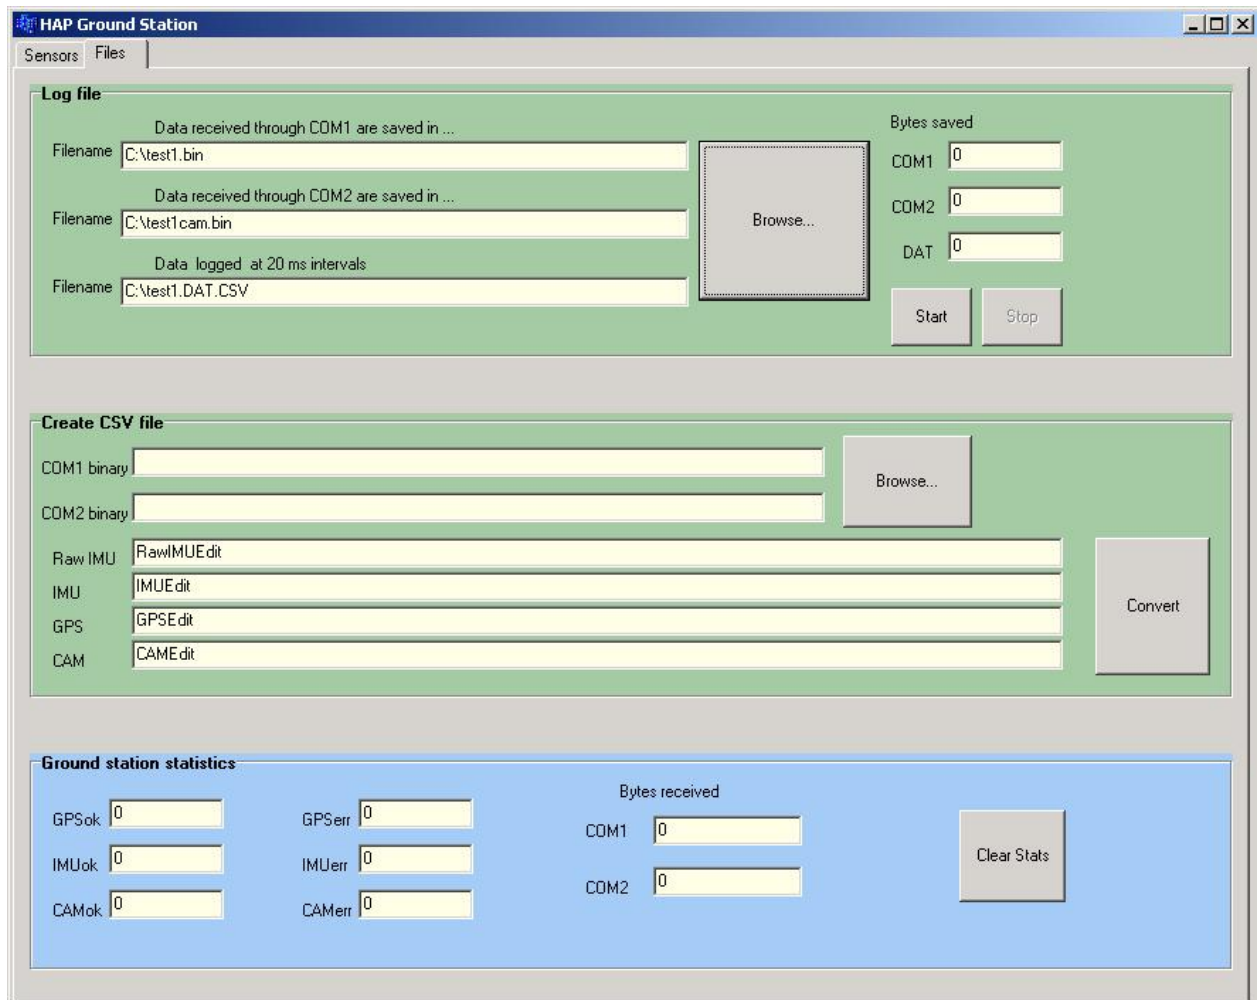 HAP Ground Station
Sensors Files
Log file
Data received through COM1 are saved in ...
Filename C:\test1.bin
Data received through COM2 are saved in ...
Filename C:\test1cam.bin
Data logged at 20 ms intervals
Filename C:\test1.DAT.CSV
Browse...
Bytes saved
COM1 0
COM2 0
DAT 0
Start Stop
Create CSV file
COM1 binary
COM2 binary
Browse...
Raw IMU RawIMUEdit
IMU IMUEdit
GPS GPSEdit
CAM CAMEdit
Convert
Ground station statistics
GPSok 0 GPSerr 0
IMUok 0 IMUerr 0
CAMok 0 CAMerr 0
Bytes received
COM1 0
COM2 0
Clear Stats